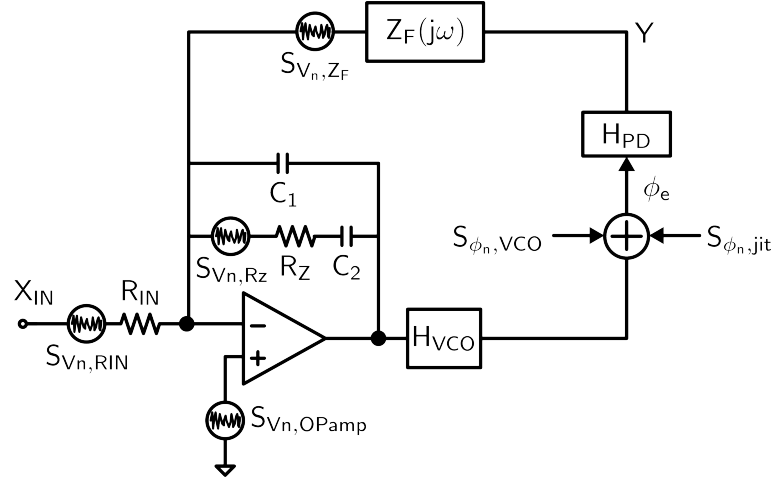 Z_F(jω)
Y
S_{V_n,Z_F}
H_PD
C_1
ϕ_e
S_{ϕ_n,VCO}
+
S_{ϕ_n,jit}
S_{Vn,Rz}
R_Z
C_2
X_IN
R_IN
−
H_VCO
S_{Vn,RIN}
+
S_{Vn,OPamp}